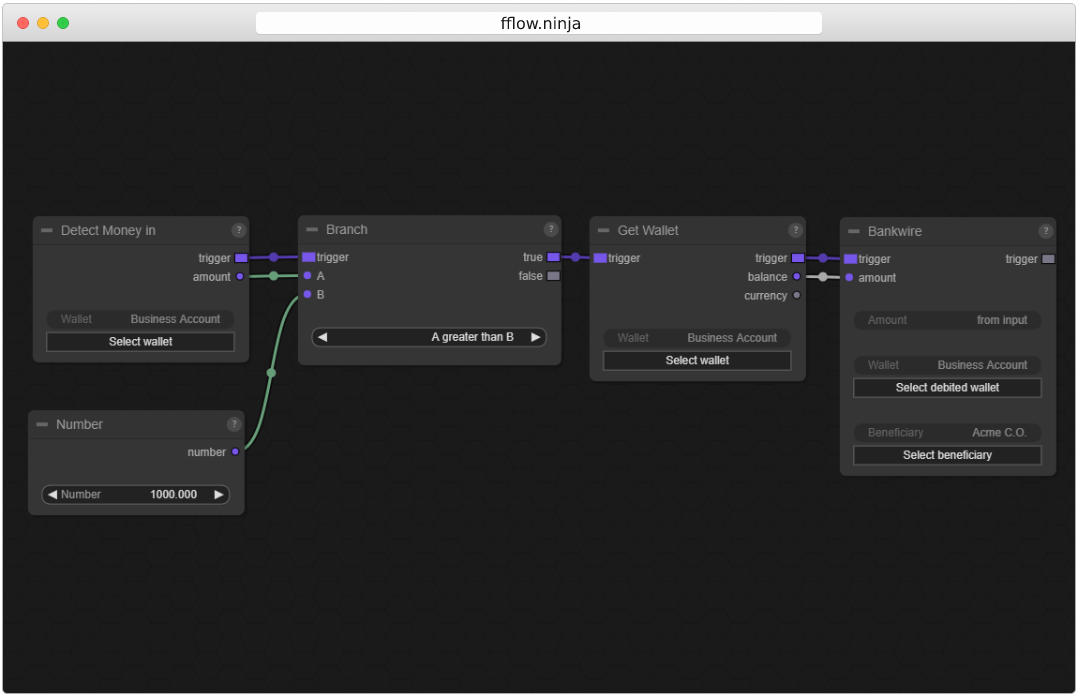 fflow.ninja
Detect Money in ?
trigger
amount
Wallet Business Account
Select wallet
Number ?
number
Number 1000.000
Branch ?
trigger true
A false
B
A greater than B
Get Wallet ?
trigger trigger
balance
currency
Wallet Business Account
Select wallet
Bankwire ?
trigger trigger
amount
Amount from input
Wallet Business Account
Select debited wallet
Beneficiary Acme C.O.
Select beneficiary